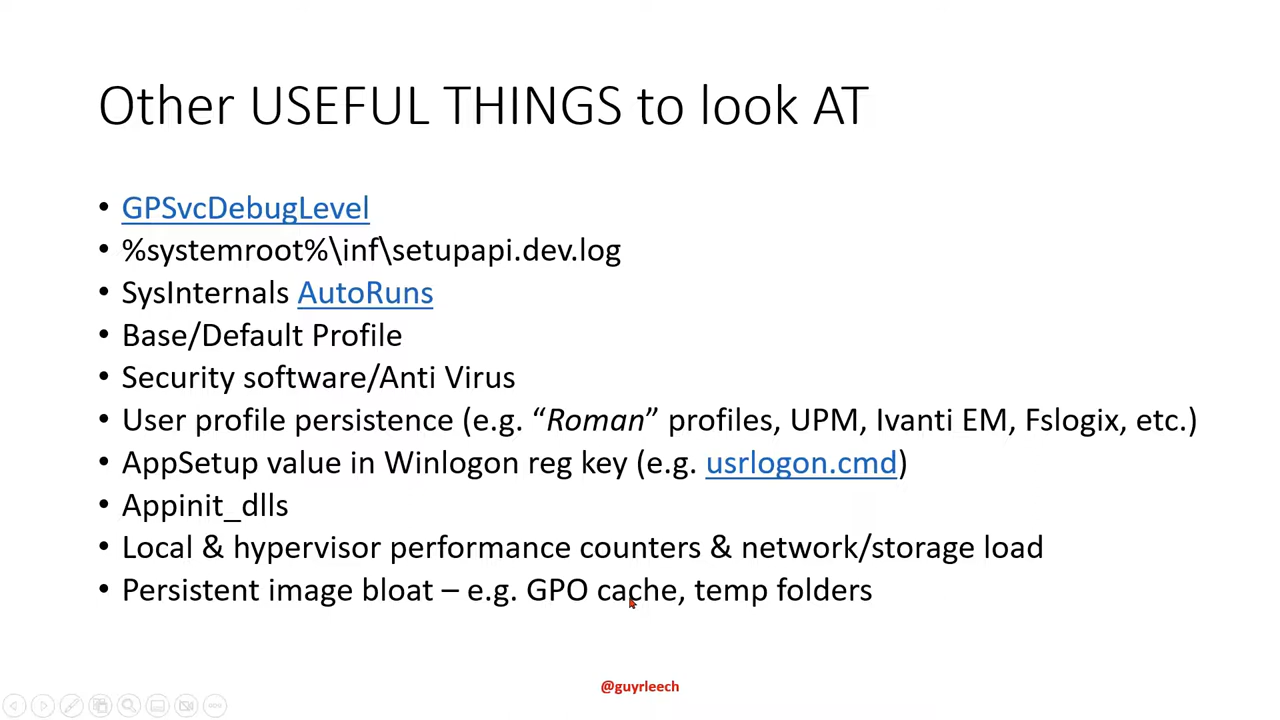 Other USEFUL THINGS to look AT
• GPSvcDebugLevel
• %systemroot%\inf\setupapi.dev.log
• SysInternals AutoRuns
• Base/Default Profile
• Security software/Anti Virus
• User profile persistence (e.g. “Roman” profiles, UPM, Ivanti EM, Fslogix, etc.)
• AppSetup value in Winlogon reg key (e.g. usrlogon.cmd)
• Appinit_dlls
• Local & hypervisor performance counters & network/storage load
• Persistent image bloat – e.g. GPO cache, temp folders
@guyrleech